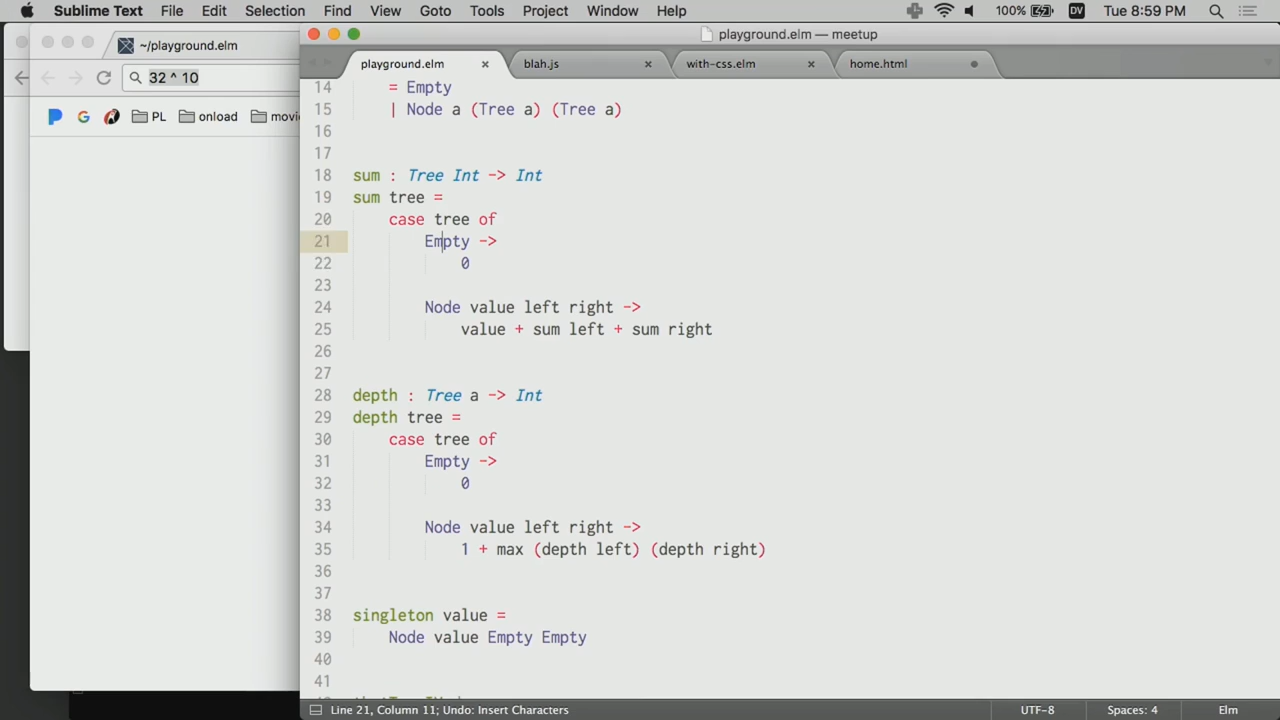 Sublime Text File Edit Selection Find View Goto Tools Project Window Help 100% DV Tue 8:59 PM
~/playground.elm
32 ^ 10
G PL onload movi
playground.elm — meetup
playground.elm blah.js with-css.elm home.html
14 = Empty
15 | Node a (Tree a) (Tree a)
16
17
18 sum : Tree Int -> Int
19 sum tree =
20 case tree of
21 Empty ->
22 0
23
24 Node value left right ->
25 value + sum left + sum right
26
27
28 depth : Tree a -> Int
29 depth tree =
30 case tree of
31 Empty ->
32 0
33
34 Node value left right ->
35 1 + max (depth left) (depth right)
36
37
38 singleton value =
39 Node value Empty Empty
40
41
Line 21, Column 11; Undo: Insert Characters UTF-8 Spaces: 4 Elm